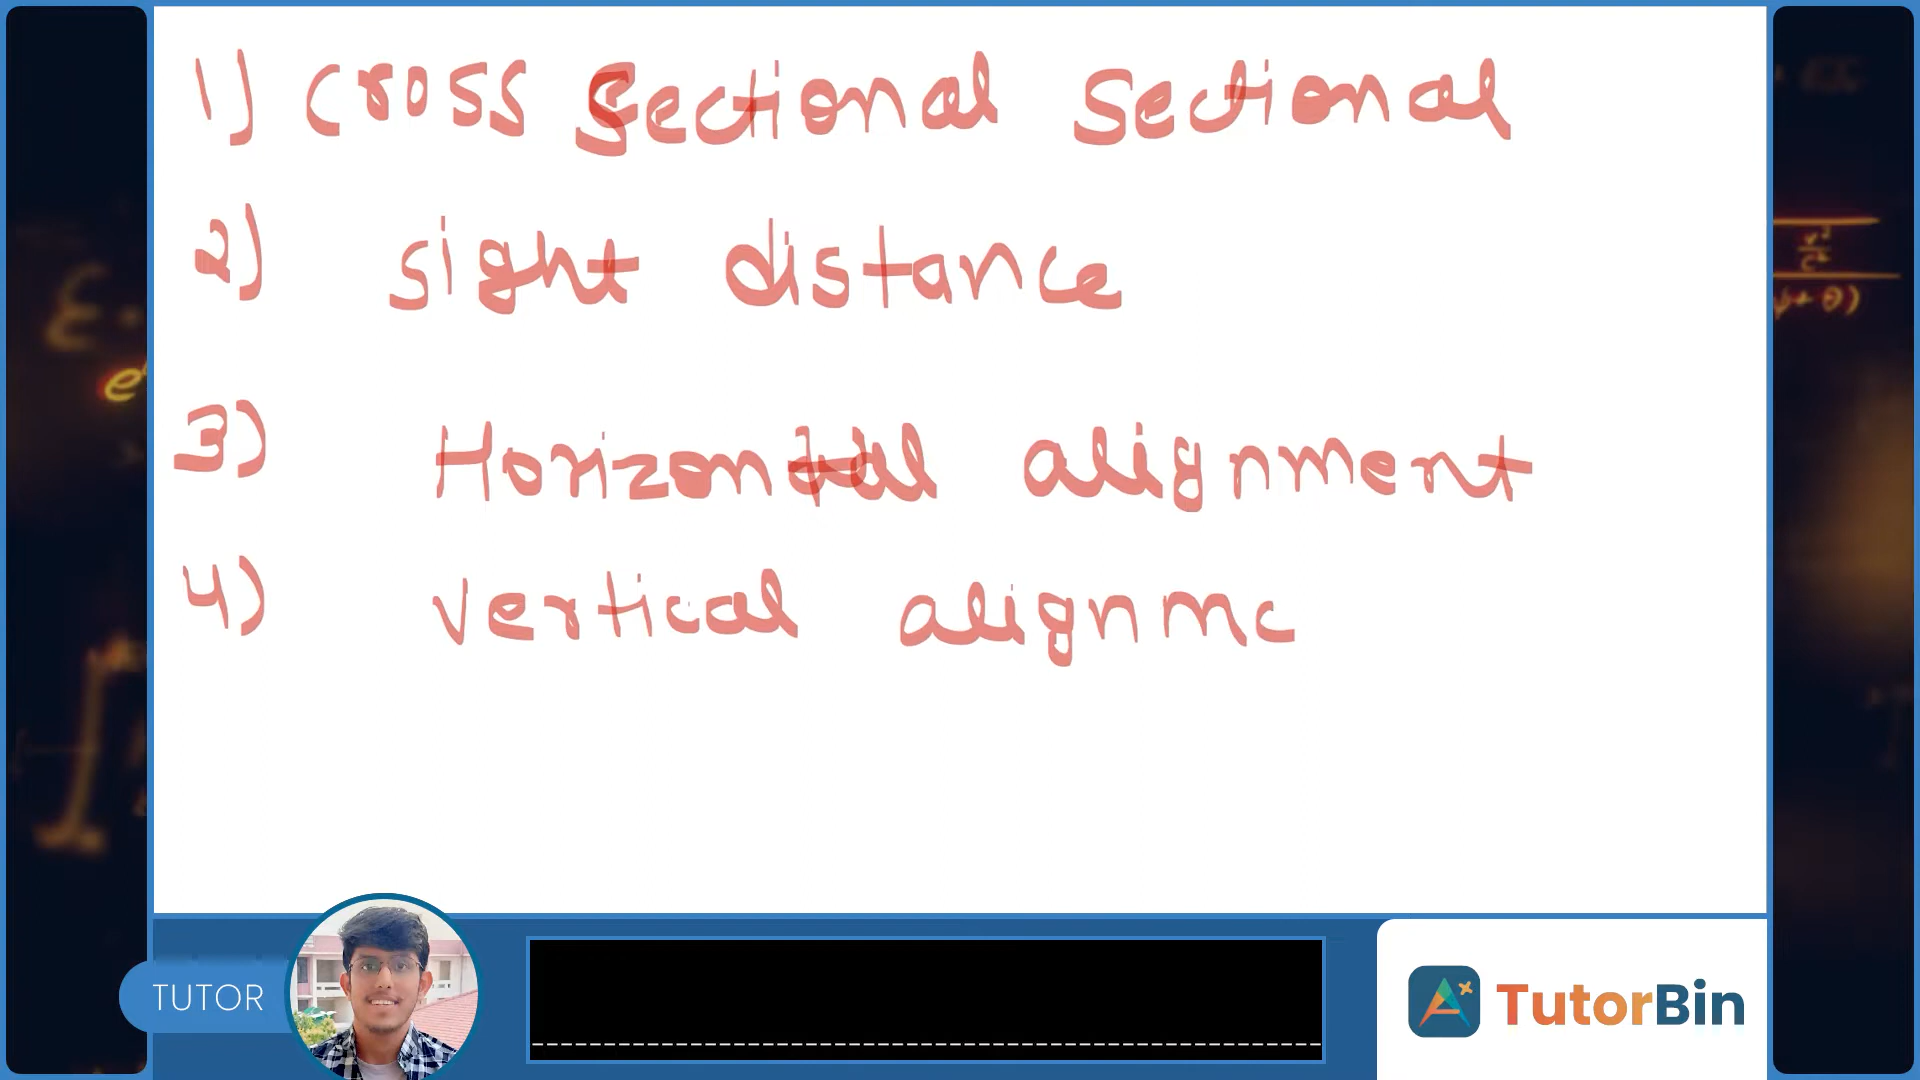 1) Cross Sectional Sectional
2) sight distance
3) Horizontal alignment
4) vertical alignmc
TUTOR
TutorBin